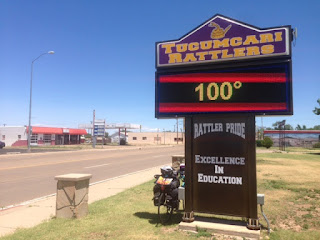 TUCUMCARI
RATTLERS
100°
RATTLER PRIDE
EXCELLENCE
IN
EDUCATION